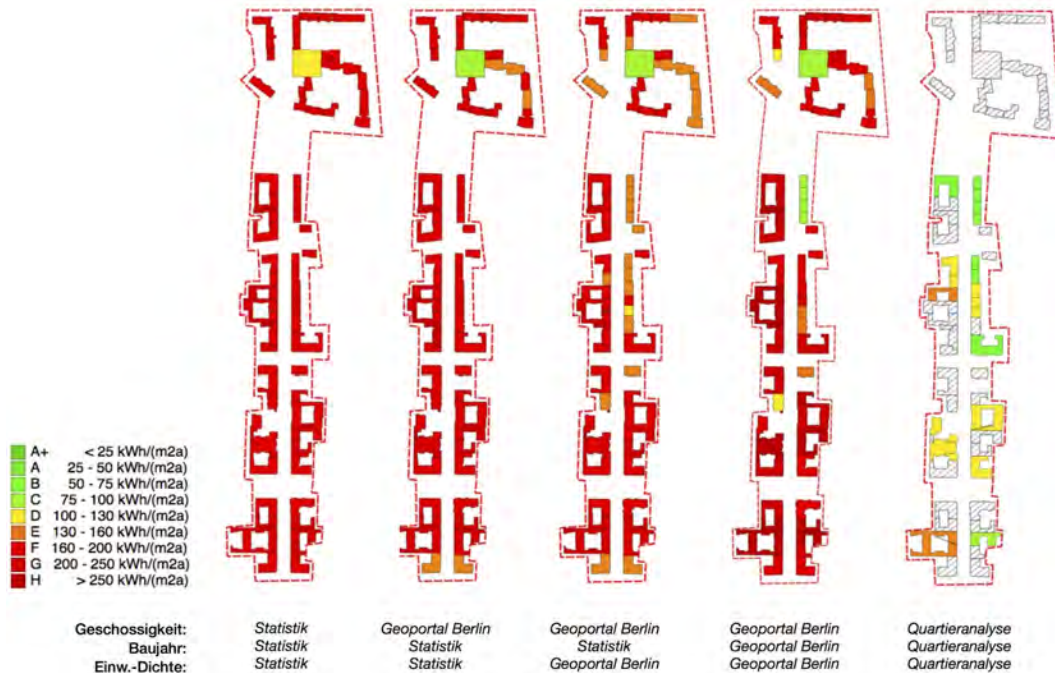 A+ < 25 kWh/(m2a)
A 25 - 50 kWh/(m2a)
B 50 - 75 kWh/(m2a)
C 75 - 100 kWh/(m2a)
D 100 - 130 kWh/(m2a)
E 130 - 160 kWh/(m2a)
F 160 - 200 kWh/(m2a)
G 200 - 250 kWh/(m2a)
H > 250 kWh/(m2a)
Geschossigkeit: Statistik Geoportal Berlin Geoportal Berlin Geoportal Berlin Quartieranalyse
Baujahr: Statistik Statistik Statistik Geoportal Berlin Quartieranalyse
Einw.-Dichte: Statistik Statistik Geoportal Berlin Geoportal Berlin Quartieranalyse